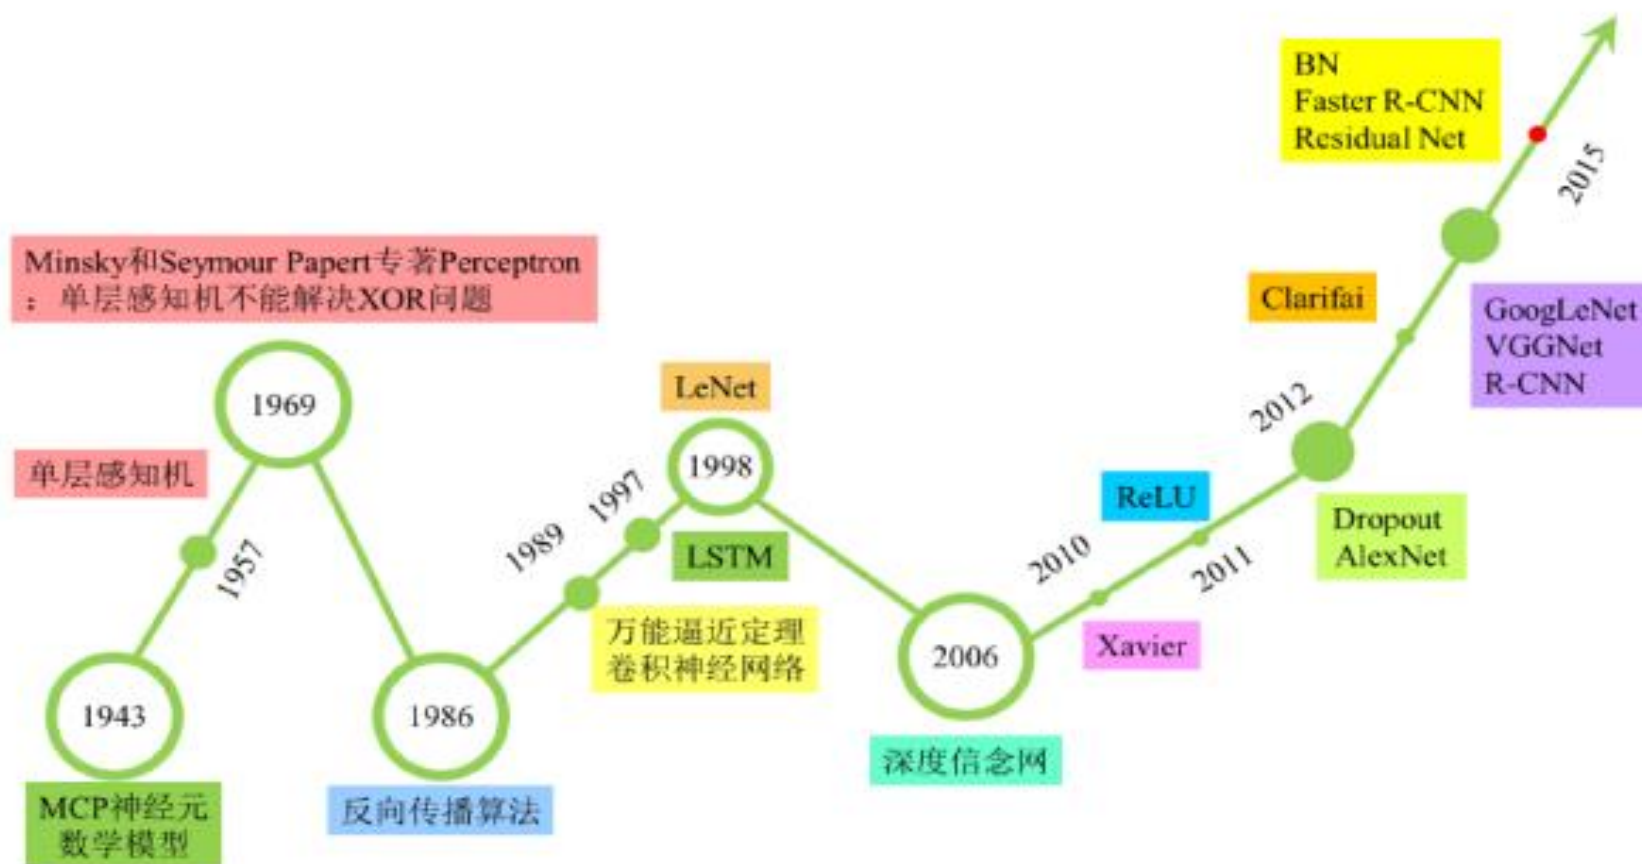 BN
Faster R-CNN
Residual Net
2015
Minsky和Seymour Papert专著Perceptron
：单层感知机不能解决XOR问题
Clarifai
GoogLeNet
VGGNet
R-CNN
1969
LeNet
2012
单层感知机
1998
1997
ReLU
1989
Dropout
AlexNet
1957
LSTM
2010
2011
万能逼近定理
卷积神经网络
Xavier
2006
1943
1986
深度信念网
MCP神经元
数学模型
反向传播算法